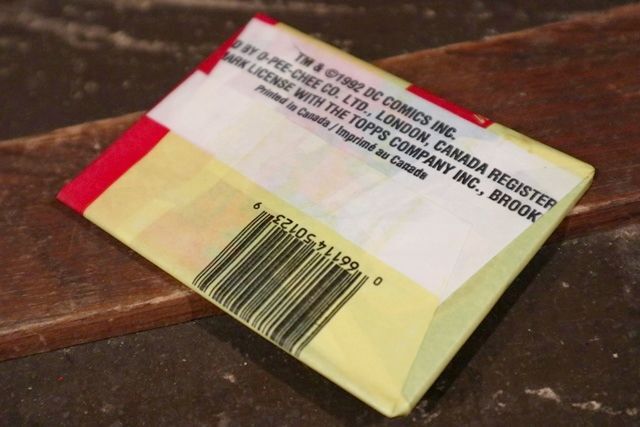 TM & ©1992 DC COMICS INC.
D BY O-PEE-CHEE CO. LTD., LONDON, CANADA REGISTER
ARK LICENSE WITH THE TOPPS COMPANY INC., BROOK
Printed in Canada / Imprimé au Canada
0 66114 50123 9